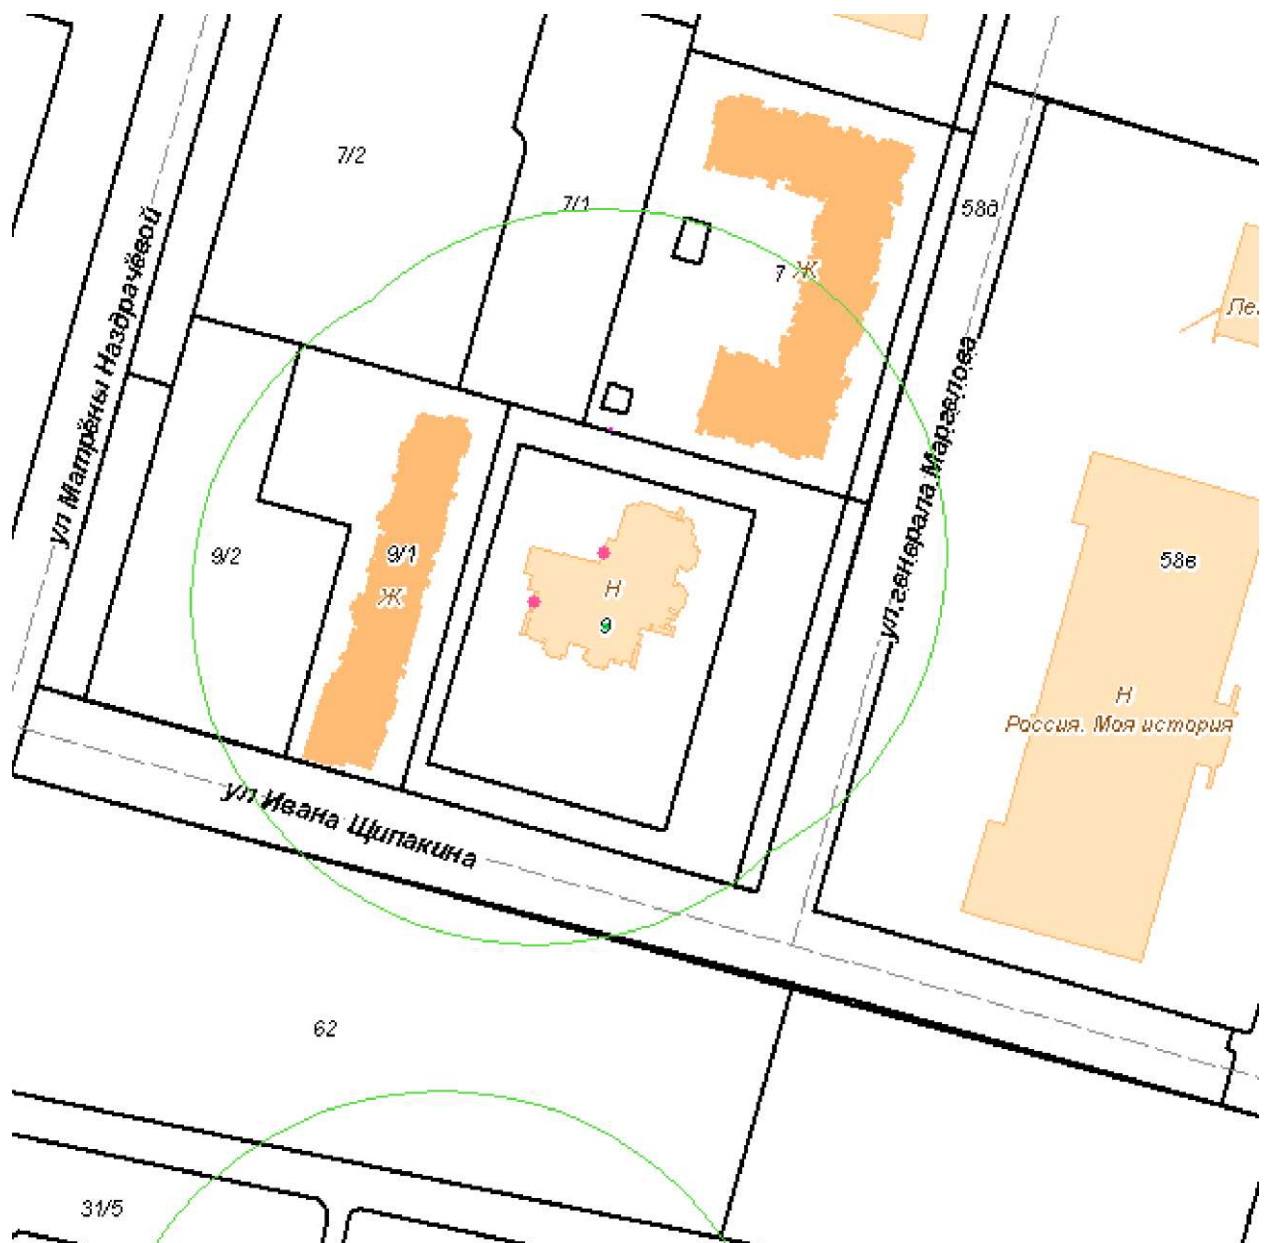 7/2
7/1
58д
7 Ж
Ле
ул Матрёны Наздрачёвой
ул.генерала Маргелова
9/2
9/1
Ж
Н
9
58в
Н
Россия. Моя история
ул Ивана Щипакина
62
31/5